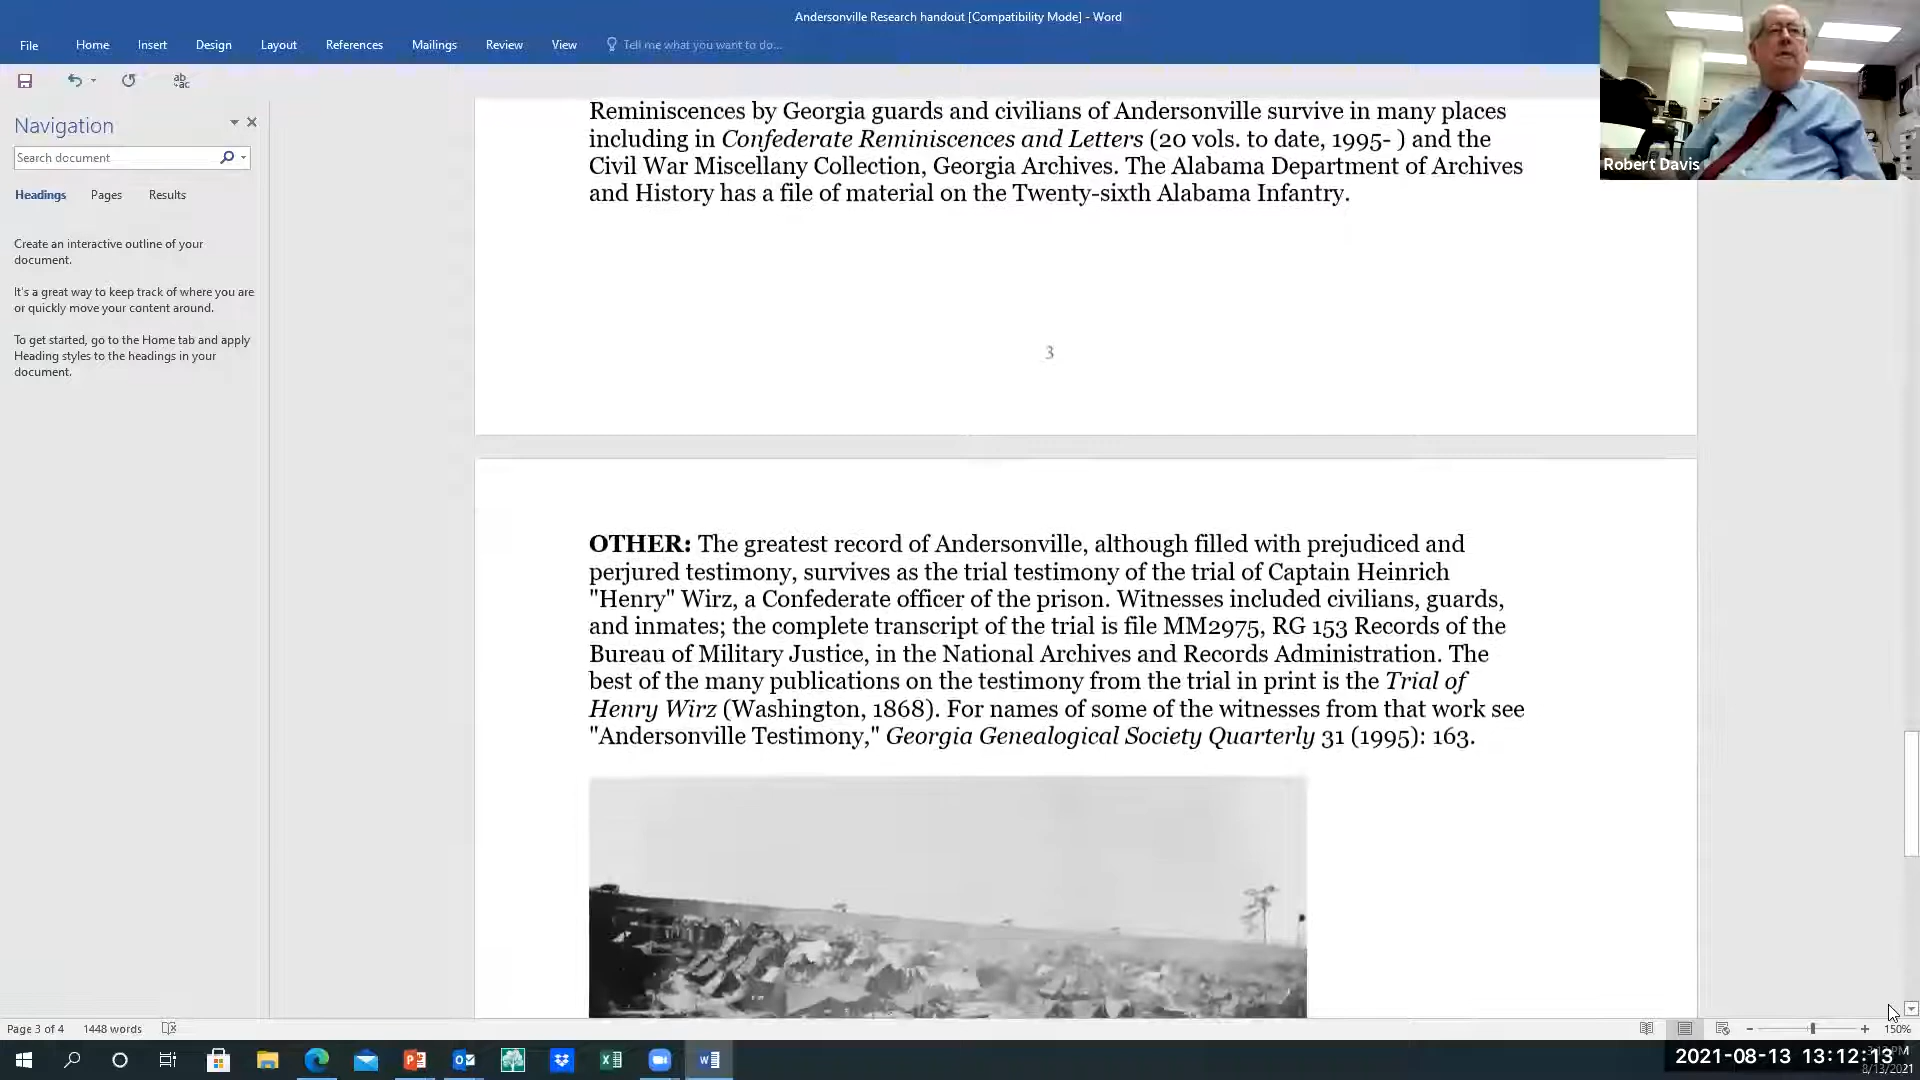 Andersonville Research handout [Compatibility Mode] - Word
File Home Insert Design Layout References Mailings Review View Tell me what you want to do...
Robert Davis
Navigation
Search document
Headings Pages Results
Create an interactive outline of your
document.
It's a great way to keep track of where you are
or quickly move your content around.
To get started, go to the Home tab and apply
Heading styles to the headings in your
document.
Reminiscences by Georgia guards and civilians of Andersonville survive in many places
including in Confederate Reminiscences and Letters (20 vols. to date, 1995- ) and the
Civil War Miscellany Collection, Georgia Archives. The Alabama Department of Archives
and History has a file of material on the Twenty-sixth Alabama Infantry.
3
OTHER: The greatest record of Andersonville, although filled with prejudiced and
perjured testimony, survives as the trial testimony of the trial of Captain Heinrich
"Henry" Wirz, a Confederate officer of the prison. Witnesses included civilians, guards,
and inmates; the complete transcript of the trial is file MM2975, RG 153 Records of the
Bureau of Military Justice, in the National Archives and Records Administration. The
best of the many publications on the testimony from the trial in print is the Trial of
Henry Wirz (Washington, 1868). For names of some of the witnesses from that work see
"Andersonville Testimony," Georgia Genealogical Society Quarterly 31 (1995): 163.
Page 3 of 4 1448 words
150%
2021-08-13 13:12:13
8/13/2021